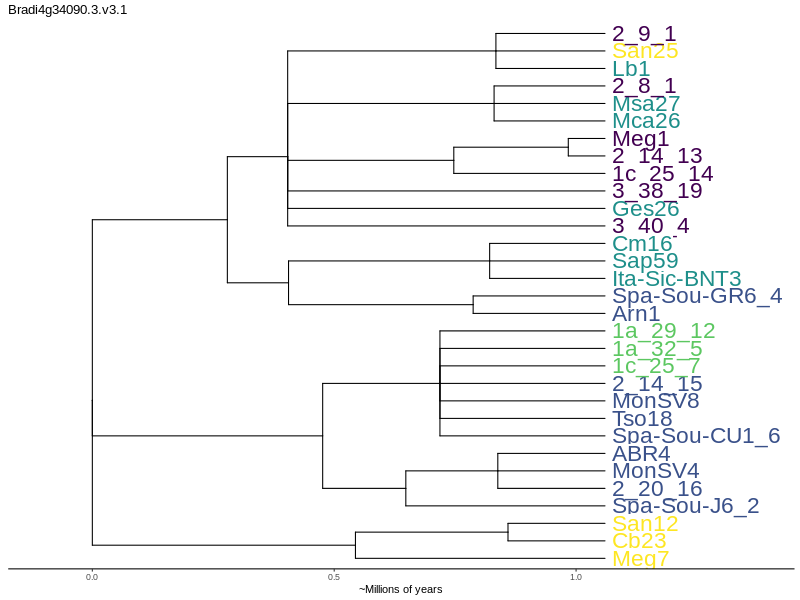 Bradi4g34090.3.v3.1
2_9_1
San25
Lb1
2_8_1
Msa27
Mca26
Meg1
2_14_13
1c_25_14
3_38_19
Ges26
3_40_4
Cm16
Sap59
Ita-Sic-BNT3
Spa-Sou-GR6_4
Arn1
1a_29_12
1a_32_5
1c_25_7
2_14_15
MonSV8
Tso18
Spa-Sou-CU1_6
ABR4
MonSV4
2_20_16
Spa-Sou-J6_2
San12
Cb23
Meg7
0.0 0.5 1.0
~Millions of years